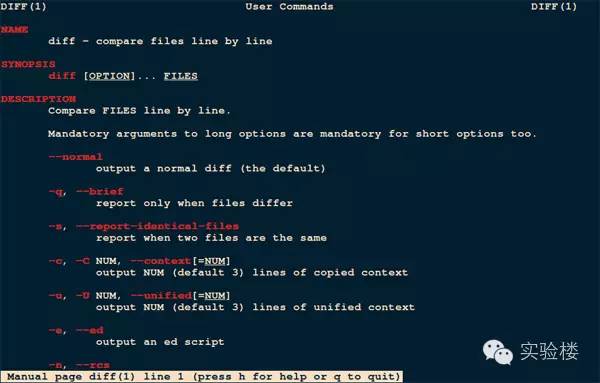 DIFF(1) User Commands DIFF(1)
NAME
diff - compare files line by line
SYNOPSIS
diff [OPTION]... FILES
DESCRIPTION
Compare FILES line by line.
Mandatory arguments to long options are mandatory for short options too.
--normal
output a normal diff (the default)
-q, --brief
report only when files differ
-s, --report-identical-files
report when two files are the same
-c, -C NUM, --context[=NUM]
output NUM (default 3) lines of copied context
-u, -U NUM, --unified[=NUM]
output NUM (default 3) lines of unified context
-e, --ed
output an ed script
-n, --rcs
Manual page diff(1) line 1 (press h for help or q to quit)
实验楼